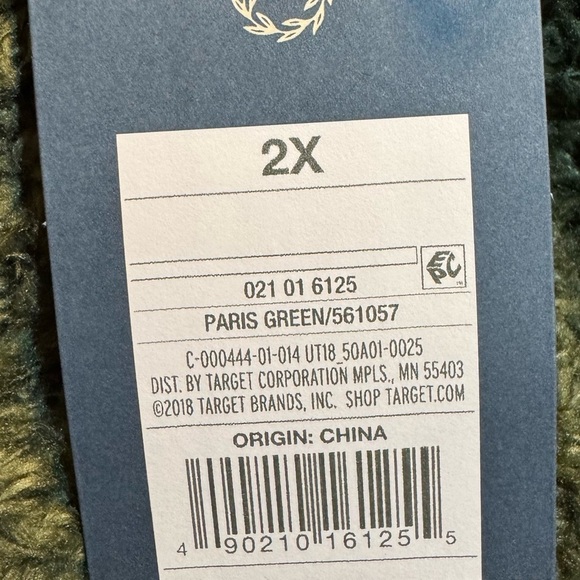 2X
EPC
TM
021 01 6125
PARIS GREEN/561057
C-000444-01-014 UT18_50A01-0025
DIST. BY TARGET CORPORATION MPLS., MN 55403
©2018 TARGET BRANDS, INC. SHOP TARGET.COM
ORIGIN: CHINA
4 90210 16125 5